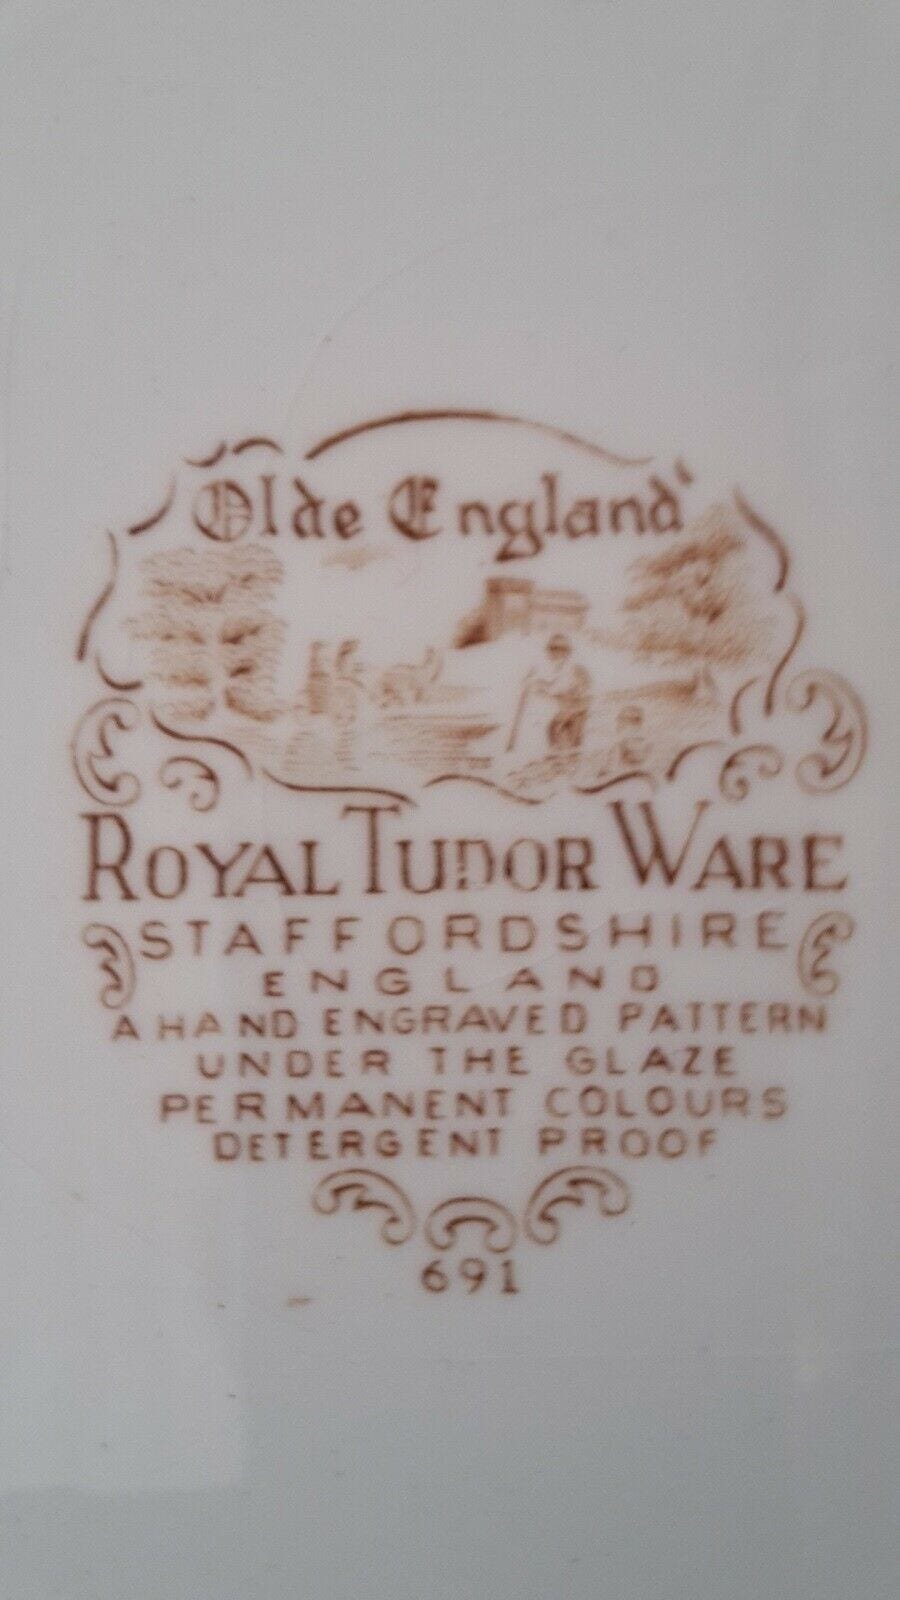 'Olde England'
ROYAL TUDOR WARE
STAFFORDSHIRE
ENGLAND
A HAND ENGRAVED PATTERN
UNDER THE GLAZE
PERMANENT COLOURS
DETERGENT PROOF
691